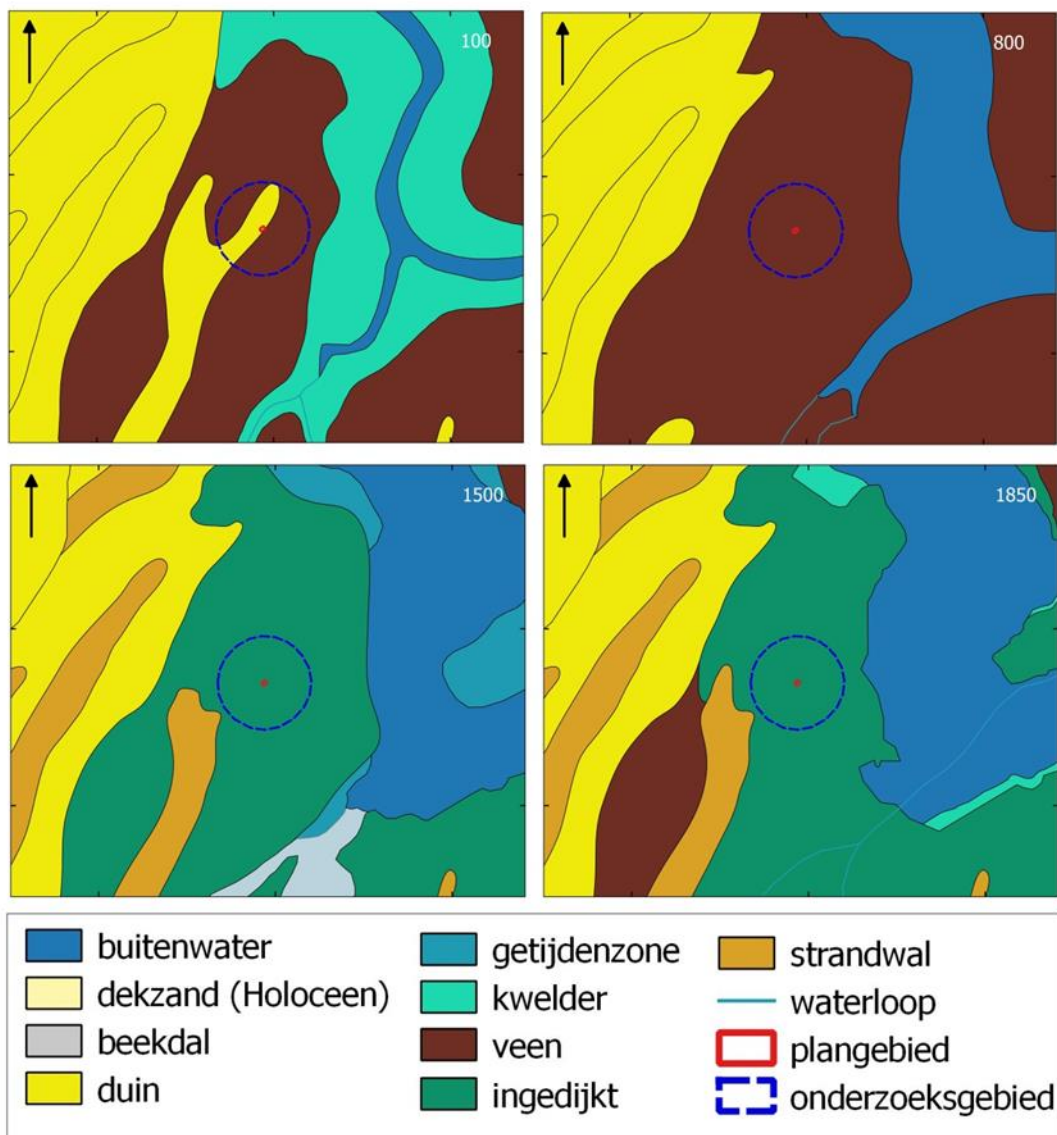 100
800
1500
1850
buitenwater
dekzand (Holoceen)
beekdal
duin
getijdenzone
kwelder
veen
ingedijkt
strandwal
waterloop
plangebied
onderzoeksgebied